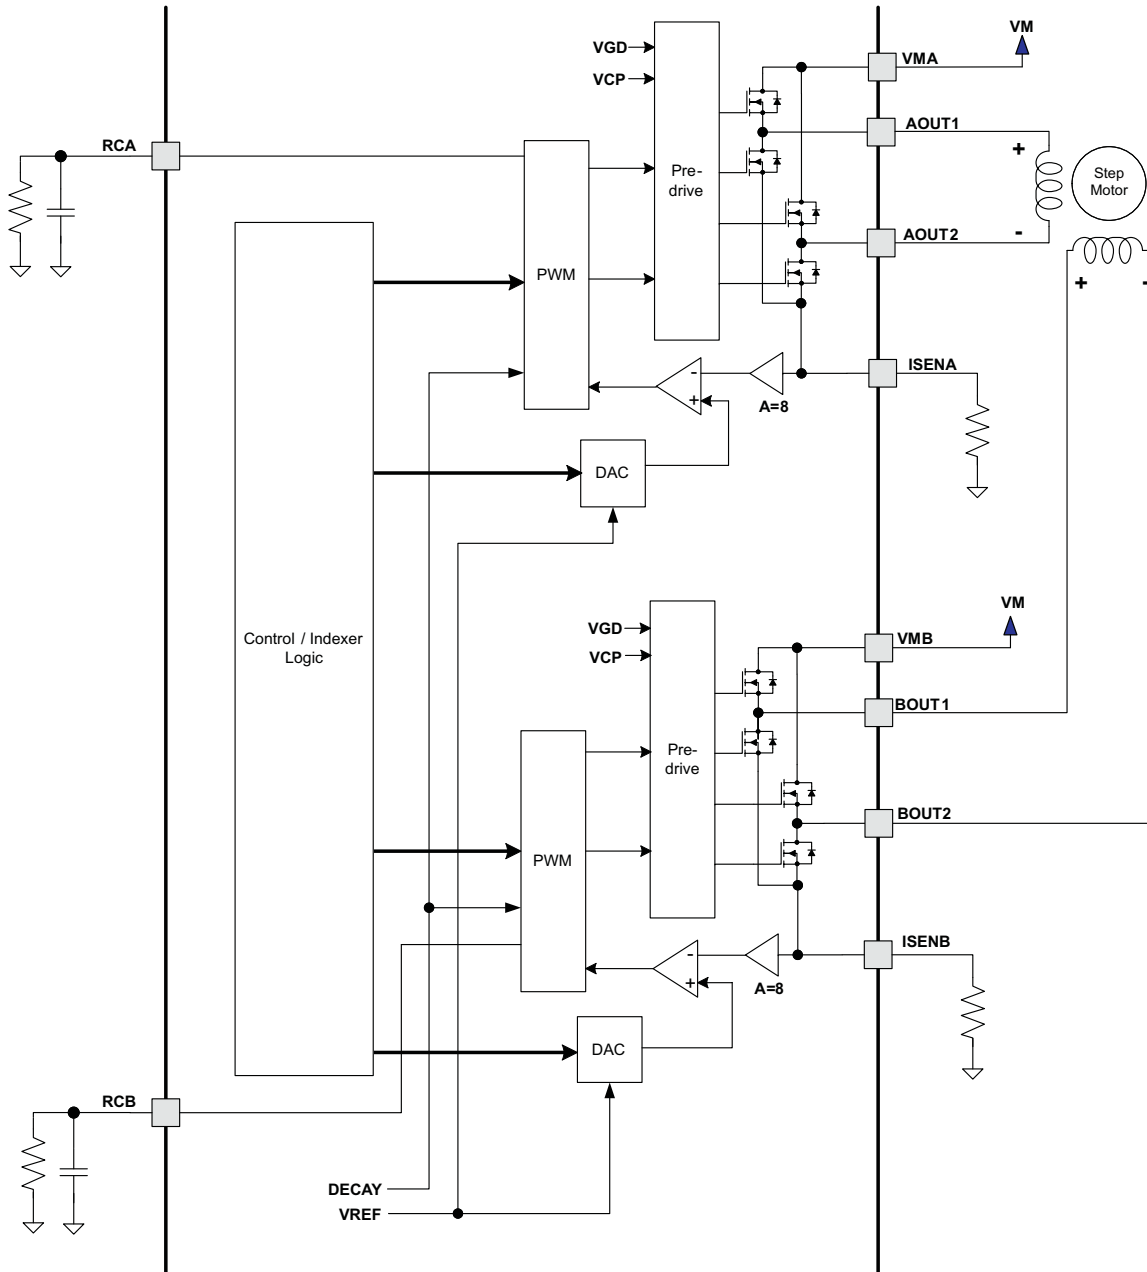 VM
VGD
VMA
VCP
AOUT1
RCA
+
Pre-
drive
Step
Motor
AOUT2
-
PWM
+ -
ISENA
-
+
A=8
DAC
VM
VGD
Control / Indexer
Logic
VMB
VCP
BOUT1
Pre-
drive
BOUT2
PWM
ISENB
-
+
A=8
DAC
RCB
DECAY
VREF